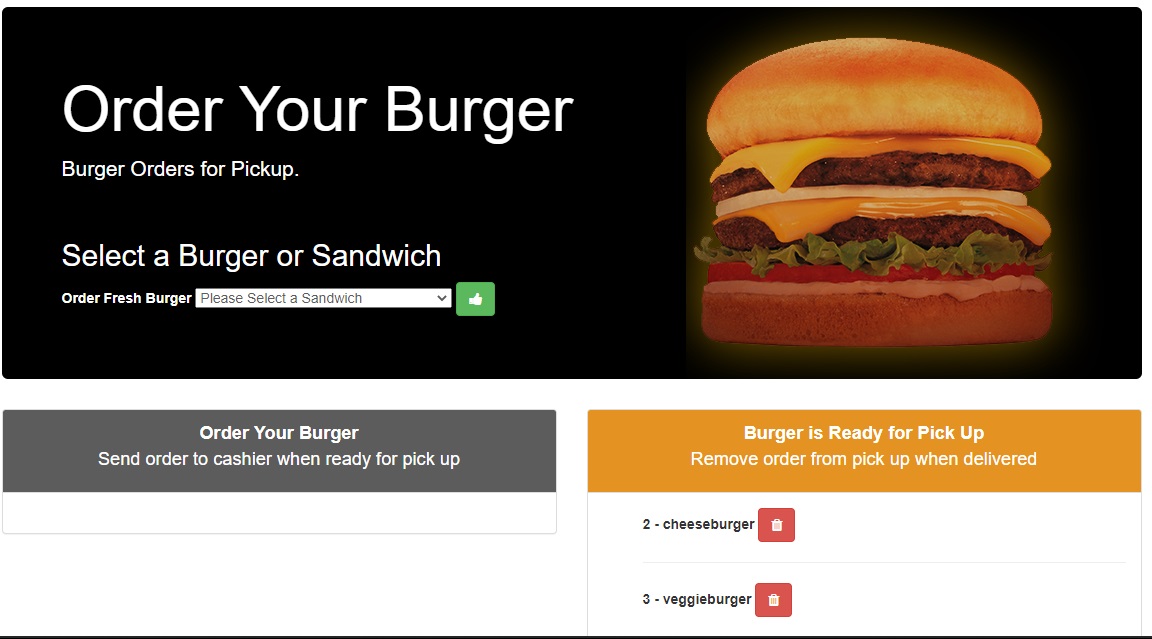 Order Your Burger
Burger Orders for Pickup.
Select a Burger or Sandwich
Order Fresh Burger Please Select a Sandwich
Order Your Burger
Send order to cashier when ready for pick up
Burger is Ready for Pick Up
Remove order from pick up when delivered
2 - cheeseburger
3 - veggieburger